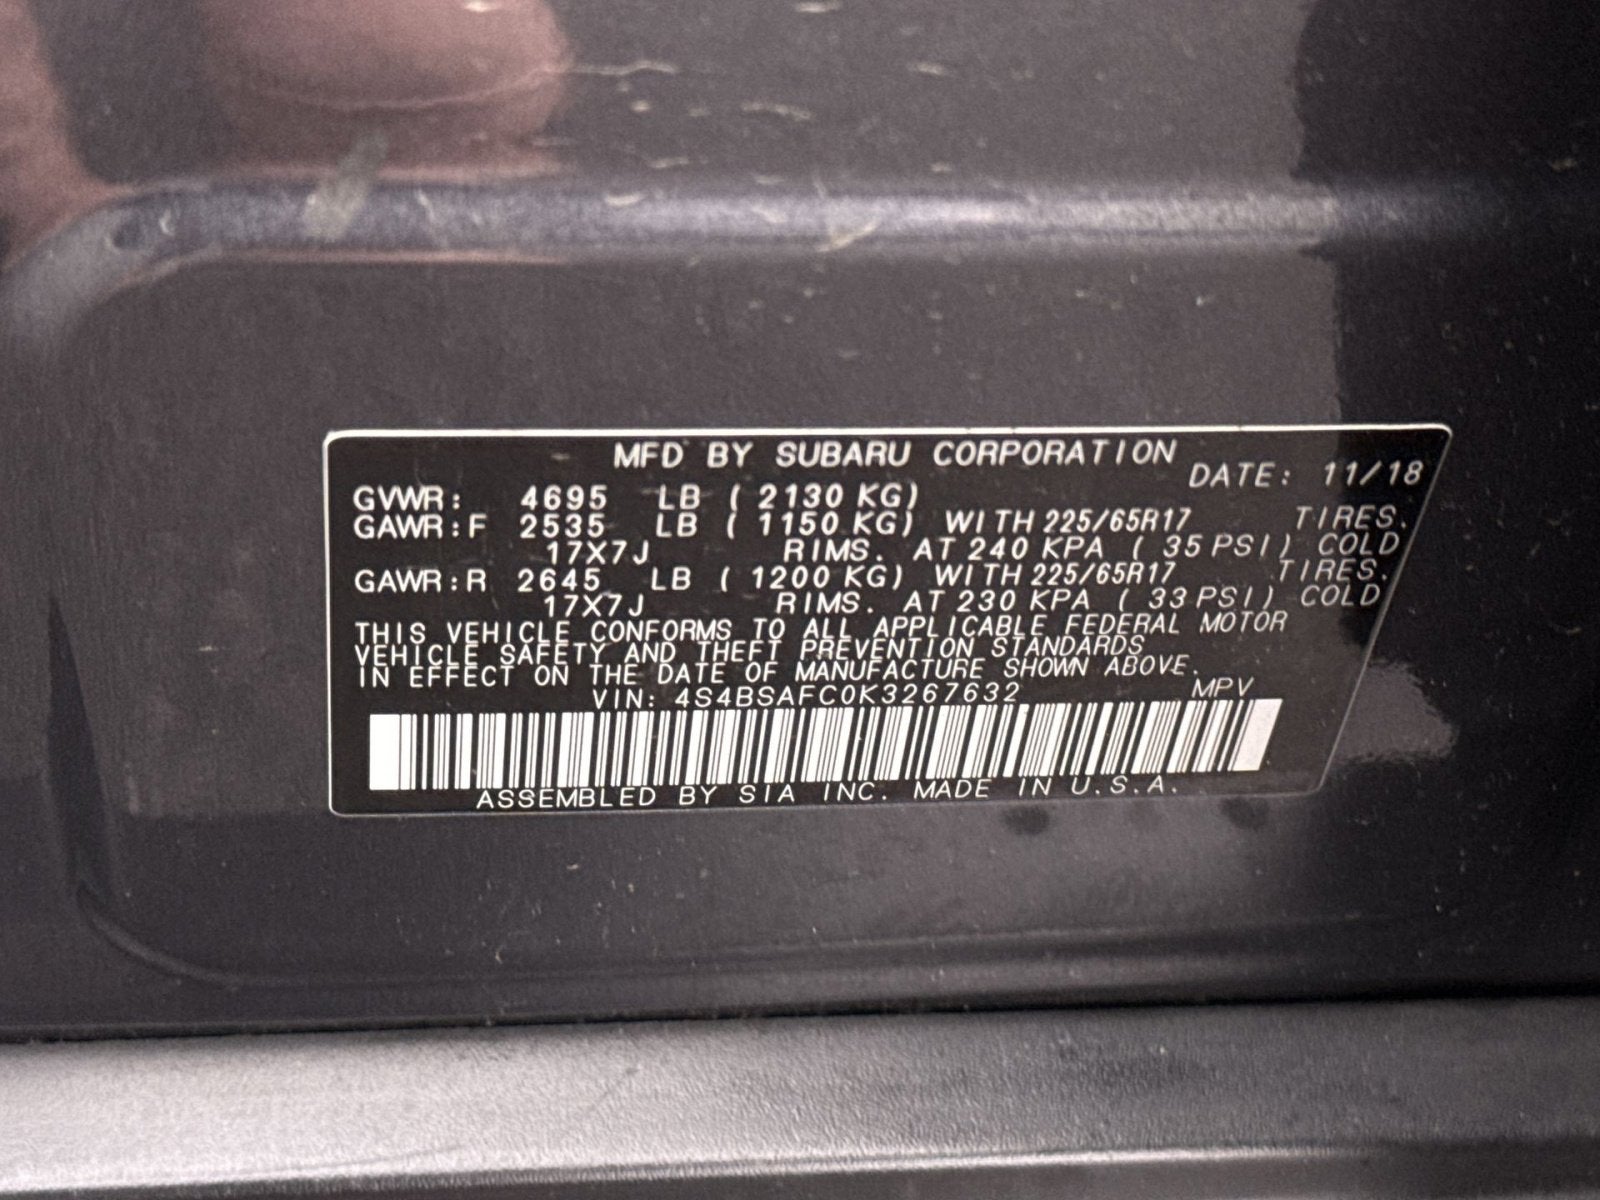 MFD BY SUBARU CORPORATION
DATE: 11/18
GVWR: 4695 LB (2130 KG)
GAWR:F 2535 LB (1150 KG) WITH 225/65R17 TIRES.
17X7J RIMS. AT 240 KPA (35 PSI) COLD
GAWR:R 2645 LB (1200 KG) WITH 225/65R17 TIRES.
17X7J RIMS. AT 230 KPA (33 PSI) COLD
THIS VEHICLE CONFORMS TO ALL APPLICABLE FEDERAL MOTOR
VEHICLE SAFETY AND THEFT PREVENTION STANDARDS
IN EFFECT ON THE DATE OF MANUFACTURE SHOWN ABOVE.
VIN: 4S4BSAFC0K3267632 MPV
ASSEMBLED BY SIA INC. MADE IN U.S.A.